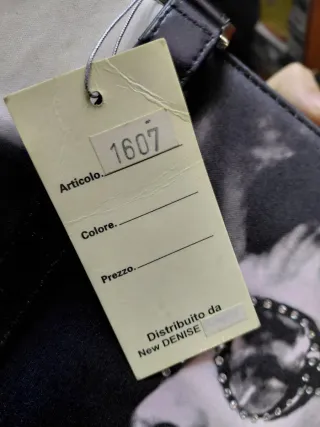 1607
Articolo.
Colore.
Prezzo.
Distribuito da
New DENISE